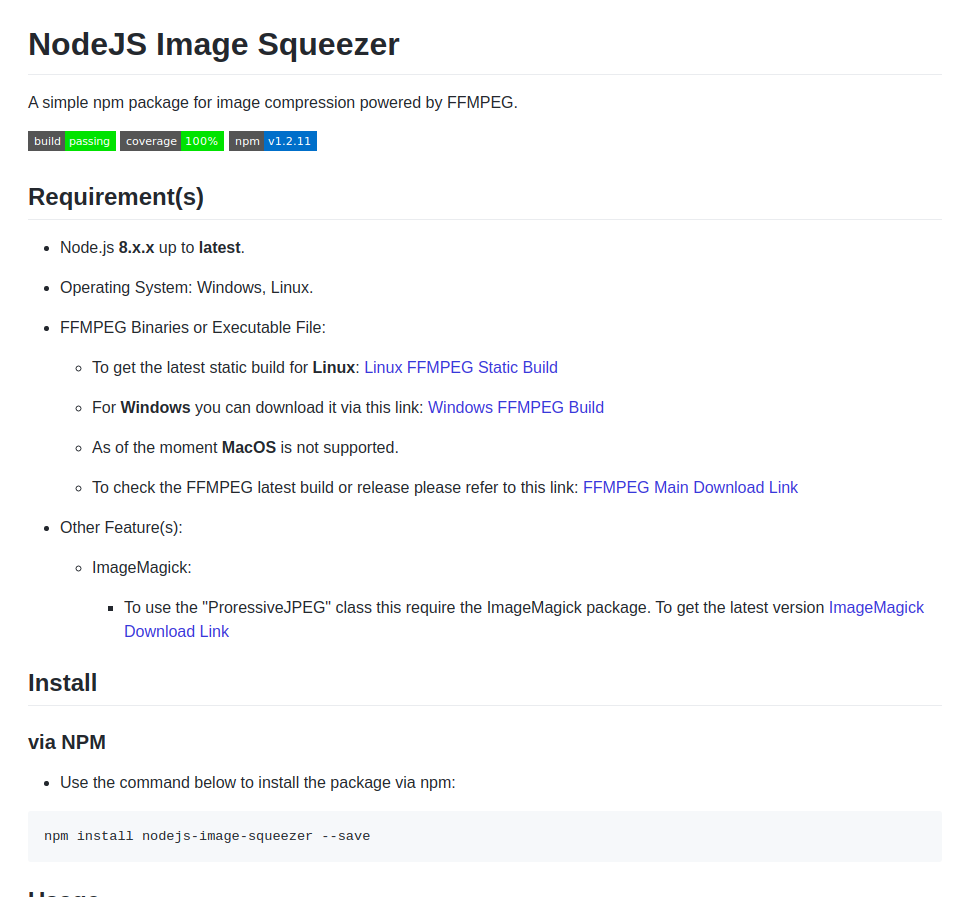 NodeJS Image Squeezer
A simple npm package for image compression powered by FFMPEG.
build passing coverage 100% npm v1.2.11
Requirement(s)
Node.js 8.x.x up to latest.
Operating System: Windows, Linux.
FFMPEG Binaries or Executable File:
To get the latest static build for Linux: Linux FFMPEG Static Build
For Windows you can download it via this link: Windows FFMPEG Build
As of the moment MacOS is not supported.
To check the FFMPEG latest build or release please refer to this link: FFMPEG Main Download Link
Other Feature(s):
ImageMagick:
To use the "ProressiveJPEG" class this require the ImageMagick package. To get the latest version ImageMagick
Download Link
Install
via NPM
Use the command below to install the package via npm:
npm install nodejs-image-squeezer --save
Usage